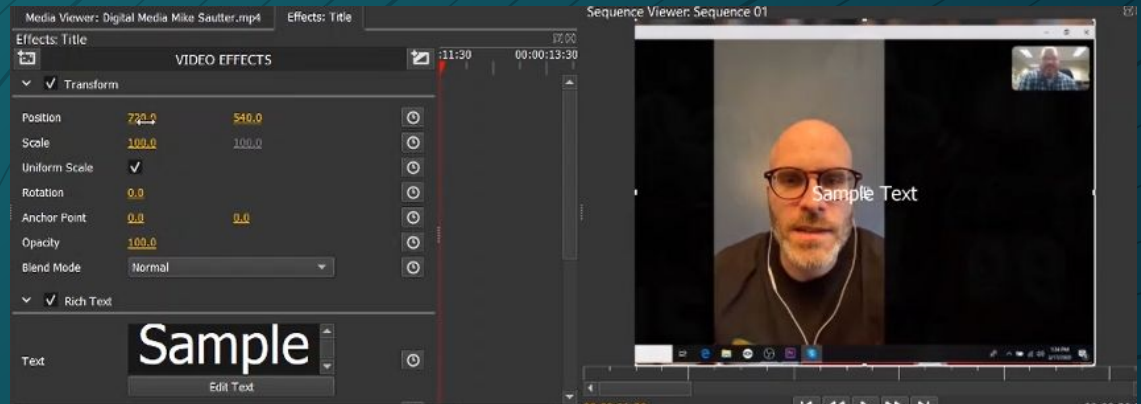 Media Viewer: Digital Media Mike Sautter.mp4
Effects: Title
Sequence Viewer: Sequence 01
Effects: Title
VIDEO EFFECTS
:11:30
00:00:13:30
Transform
Position
540.0
Scale
100.0
100.0
Uniform Scale
Rotation
0.0
Anchor Point
0.0
0.0
Opacity
100.0
Blend Mode
Normal
Rich Text
Text
Sample
Edit Text
Sample Text